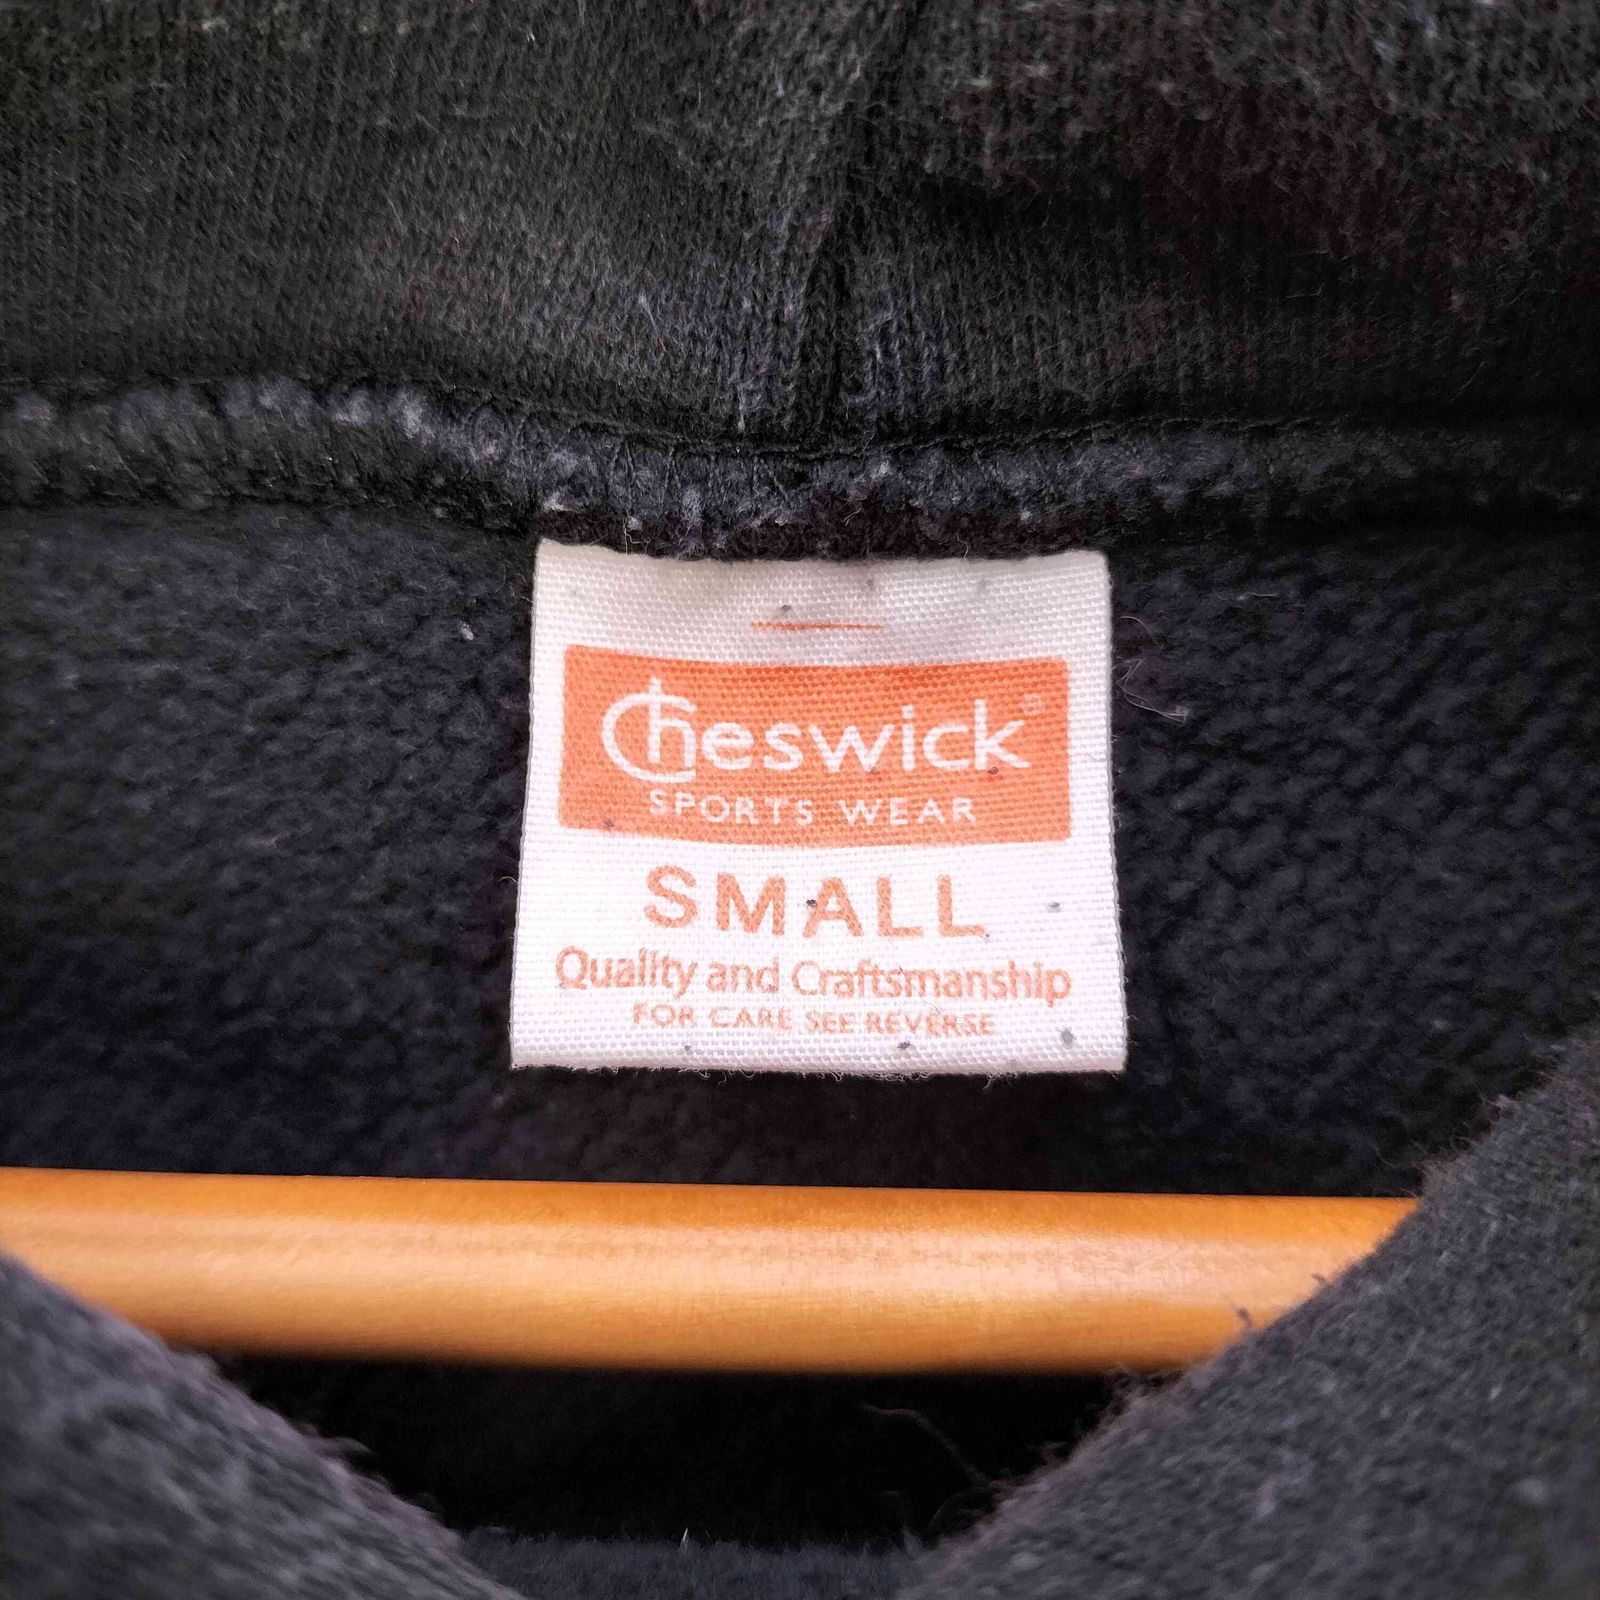 Cheswick
SPORTS WEAR
SMALL
Quality and Craftsmanship
FOR CARE SEE REVERSE